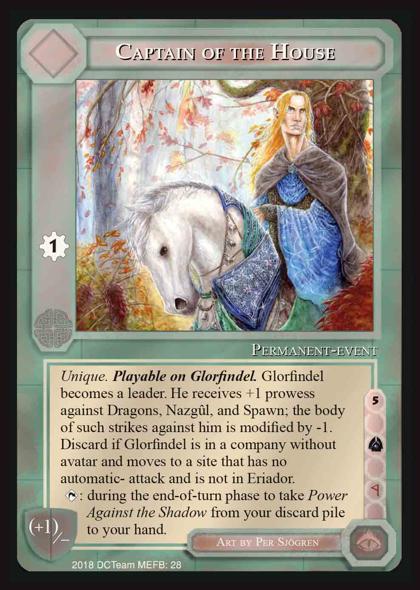 Captain of the House
1
Permanent-event
Unique. Playable on Glorfindel. Glorfindel
becomes a leader. He receives +1 prowess
against Dragons, Nazgûl, and Spawn; the body
of such strikes against him is modified by -1.
Discard if Glorfindel is in a company without
avatar and moves to a site that has no
automatic- attack and is not in Eriador.
: during the end-of-turn phase to take Power
Against the Shadow from your discard pile
to your hand.
5
(+1)/–
Art by Per Sjögren
2018 DCTeam MEFB: 28